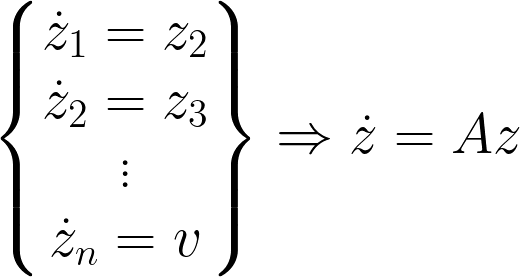 {ż₁ = z₂
ż₂ = z₃
⋮
żₙ = v} ⇒ ż = Az